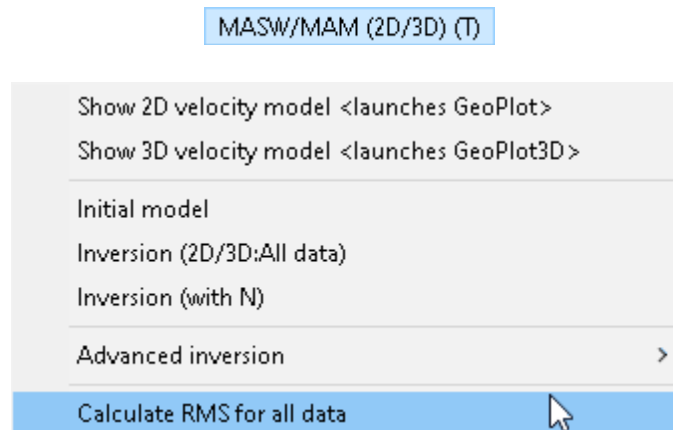 MASW/MAM (2D/3D) (T)
Show 2D velocity model <launches GeoPlot>
Show 3D velocity model <launches GeoPlot3D>
Initial model
Inversion (2D/3D:All data)
Inversion (with N)
Advanced inversion
Calculate RMS for all data